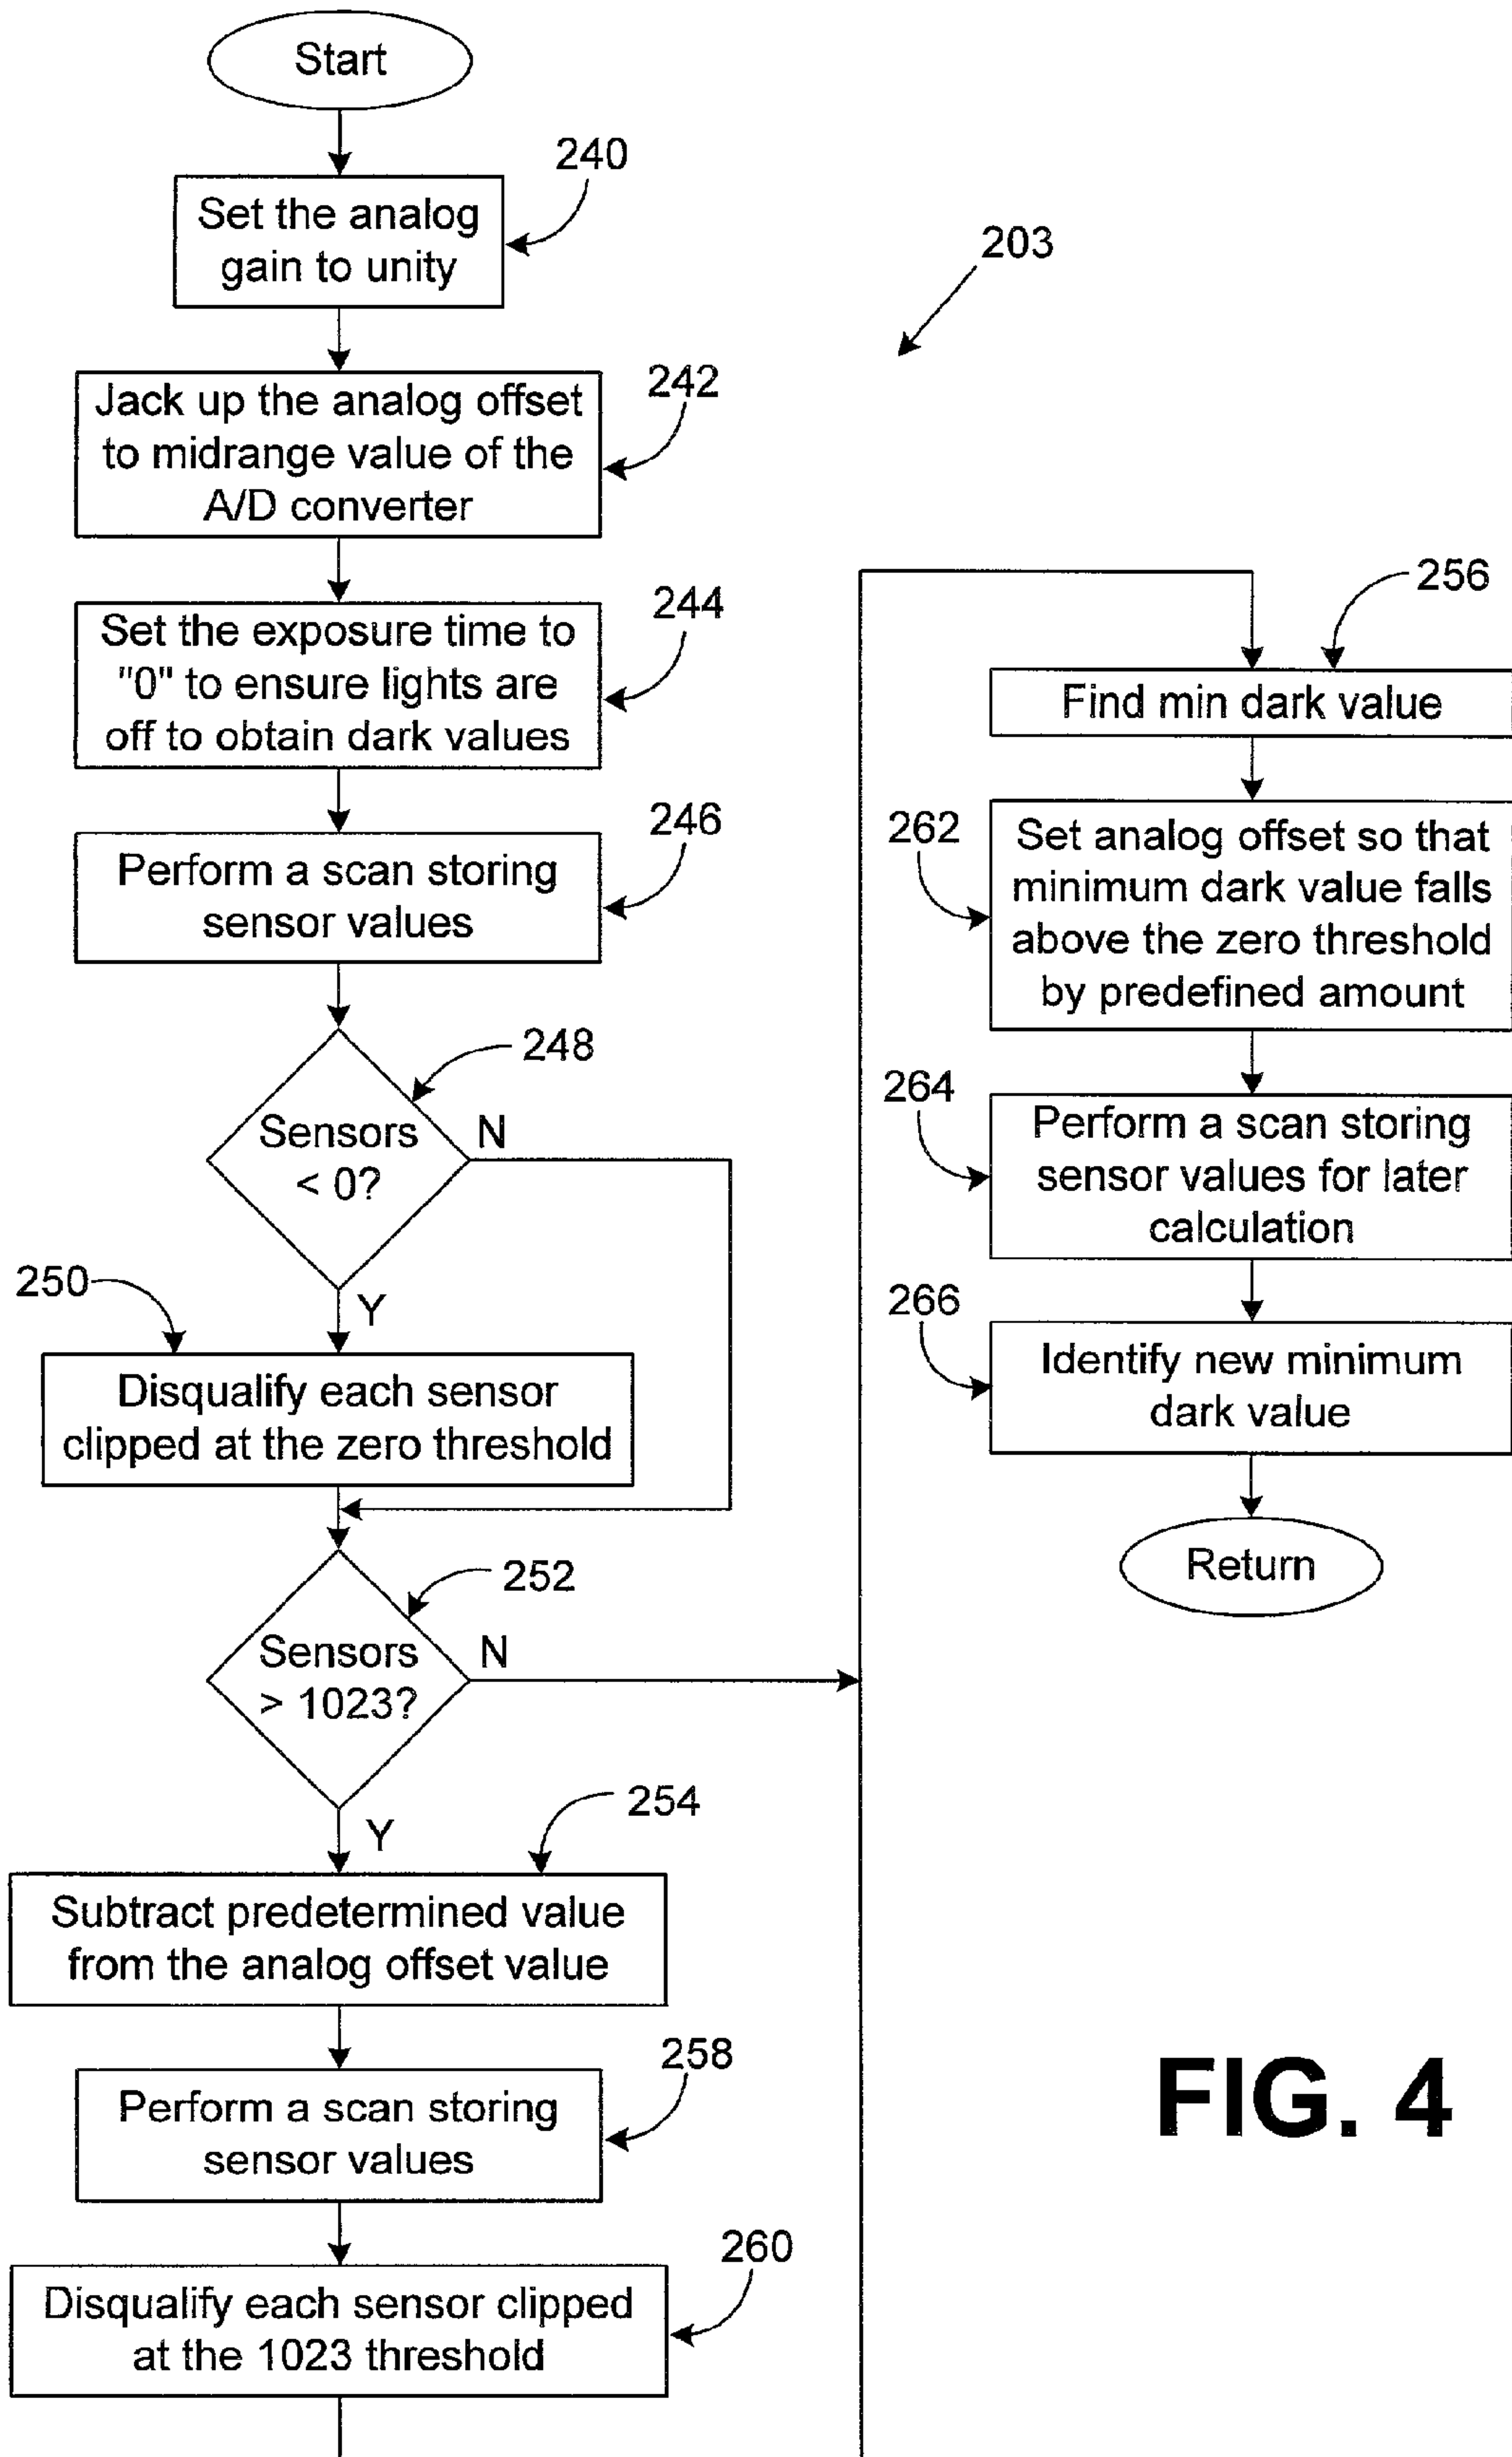 Start
240
Set the analog
gain to unity
203
242
Jack up the analog offset
to midrange value of the
A/D converter
244
Set the exposure time to
"0" to ensure lights are
off to obtain dark values
246
Perform a scan storing
sensor values
248
Sensors
< 0?
N
Y
250
Disqualify each sensor
clipped at the zero threshold
252
Sensors
> 1023?
N
Y
254
Subtract predetermined value
from the analog offset value
258
Perform a scan storing
sensor values
260
Disqualify each sensor clipped
at the 1023 threshold
256
Find min dark value
262
Set analog offset so that
minimum dark value falls
above the zero threshold
by predefined amount
264
Perform a scan storing
sensor values for later
calculation
266
Identify new minimum
dark value
Return
FIG. 4